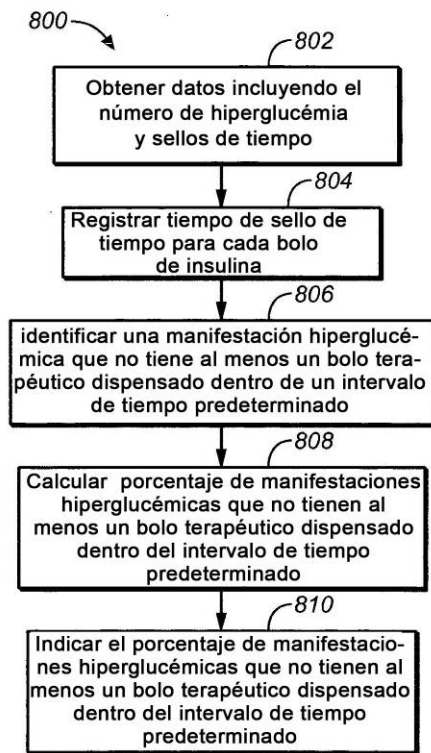 800
802
Obtener datos incluyendo el
número de hiperglucémia
y sellos de tiempo
804
Registrar tiempo de sello de
tiempo para cada bolo
de insulina
806
identificar una manifestación hiperglucé-
mica que no tiene al menos un bolo tera-
péutico dispensado dentro de un intervalo
de tiempo predeterminado
808
Calcular porcentaje de manifestaciones
hiperglucémicas que no tienen al
menos un bolo terapéutico dispensado
dentro del intervalo de tiempo
predeterminado
810
Indicar el porcentaje de manifestacio-
nes hiperglucémicas que no tienen al
menos un bolo terapéutico dispensado
dentro del intervalo de tiempo
predeterminado